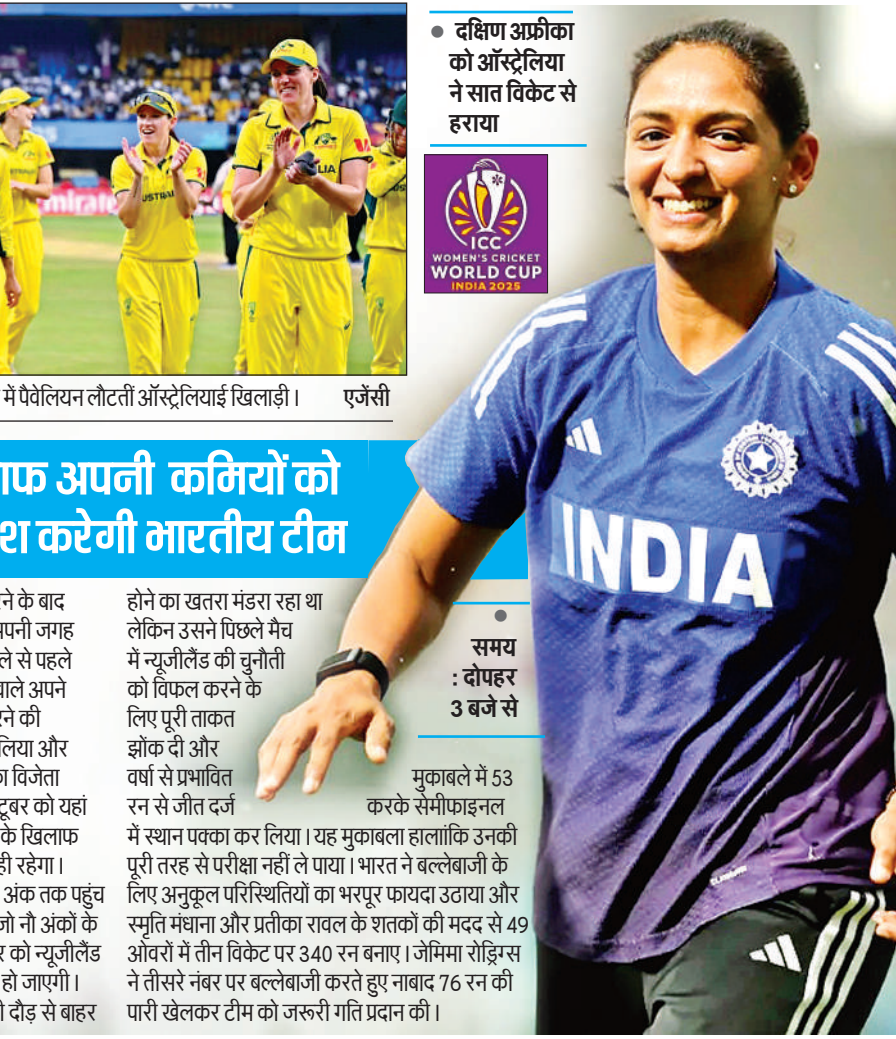 दक्षिण अफ्रीका
को ऑस्ट्रेलिया
ने सात विकेट से
हराया
ICC
WOMEN'S CRICKET
WORLD CUP
INDIA 2025
में पैवेलियन लौटतीं ऑस्ट्रेलियाई खिलाड़ी। एजेंसी
अपनी कमियों को
करेगी भारतीय टीम
INDIA
समय
: दोपहर
3 बजे से
के बाद
अपनी जगह
से पहले
वाले अपने
की
और
विजेता
को यहां
के खिलाफ
ही रहेगा।
अंक तक पहुंच
जो नौ अंकों के
को न्यूजीलैंड
हो जाएगी।
दौड़ से बाहर
होने का खतरा मंडरा रहा था
लेकिन उसने पिछले मैच
में न्यूजीलैंड की चुनौती
को विफल करने के
लिए पूरी ताकत
झोंक दी और
वर्षा से प्रभावित मुकाबले में 53
रन से जीत दर्ज करके सेमीफाइनल
में स्थान पक्का कर लिया। यह मुकाबला हालांकि उनकी
पूरी तरह से परीक्षा नहीं ले पाया। भारत ने बल्लेबाजी के
लिए अनुकूल परिस्थितियों का भरपूर फायदा उठाया और
स्मृति मंधाना और प्रतीका रावल के शतकों की मदद से 49
ओवरों में तीन विकेट पर 340 रन बनाए। जेमिमा रोड्रिग्स
ने तीसरे नंबर पर बल्लेबाजी करते हुए नाबाद 76 रन की
पारी खेलकर टीम को जरूरी गति प्रदान की।